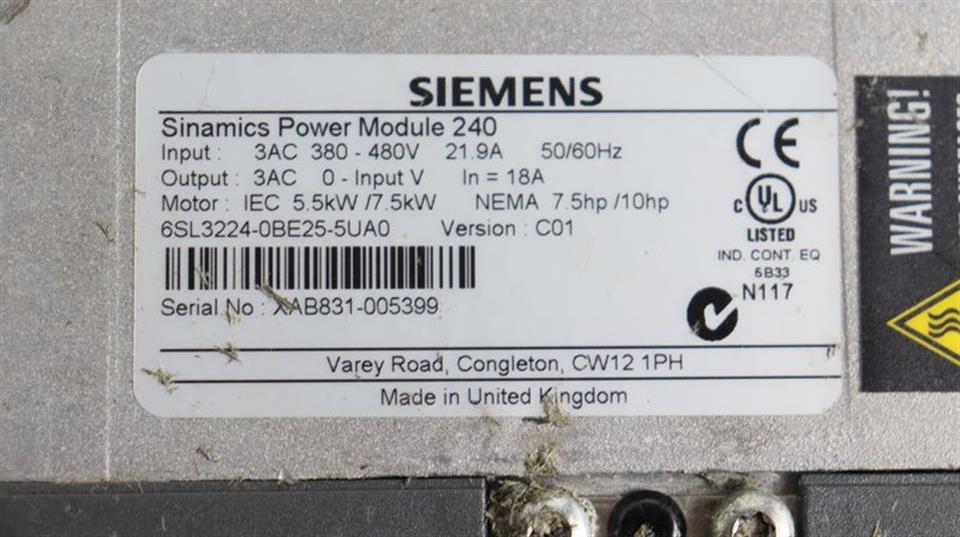 SIEMENS
Sinamics Power Module 240
Input : 3AC 380 - 480V 21.9A 50/60Hz
Output : 3AC 0 - Input V In = 18A
Motor : IEC 5.5kW /7.5kW NEMA 7.5hp /10hp
6SL3224-0BE25-5UA0 Version : C01
Serial No : XAB831-005399
CE
C UL US
LISTED
IND. CONT. EQ
5B33
N117
Varey Road, Congleton, CW12 1PH
Made in United Kingdom
WARNING!